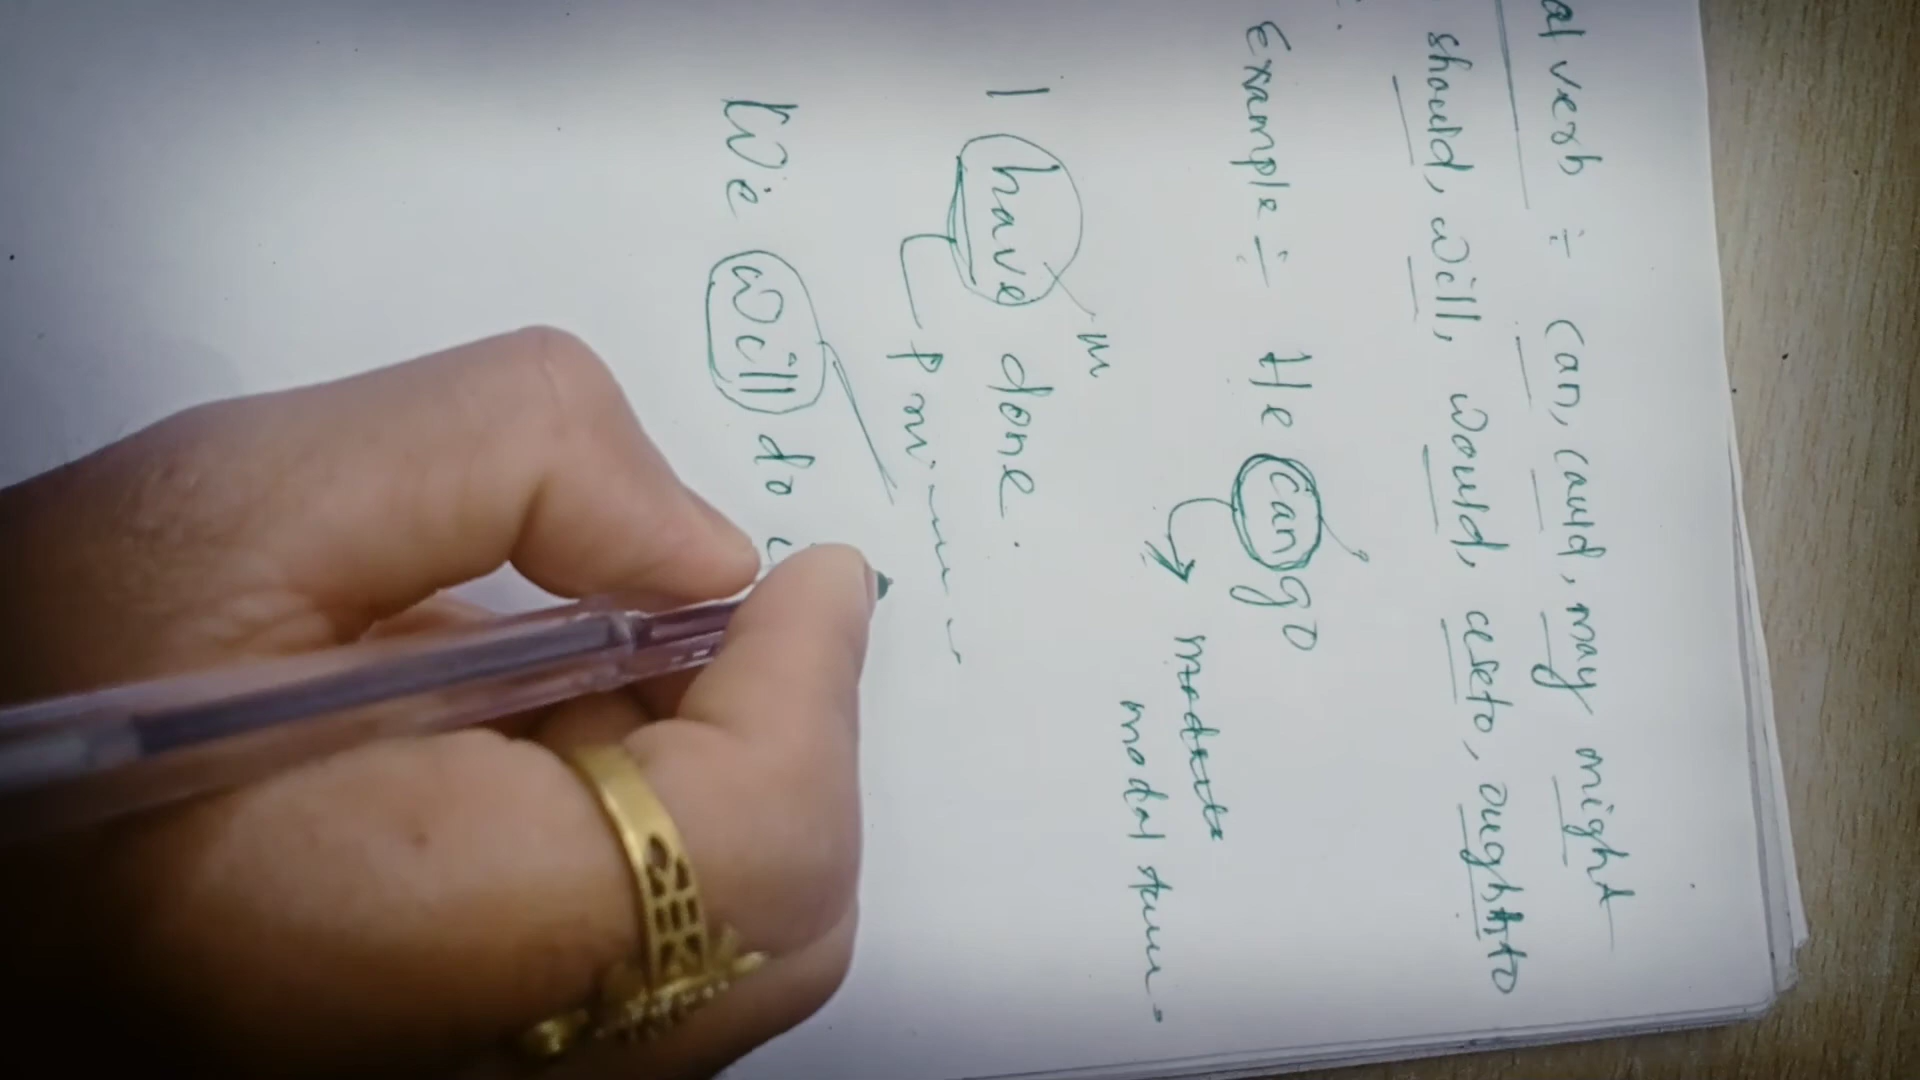 al verb ÷ can, could, may might
should, will, would, useto, oughtto
Example ÷ He can go
modal
I have done.
We will do